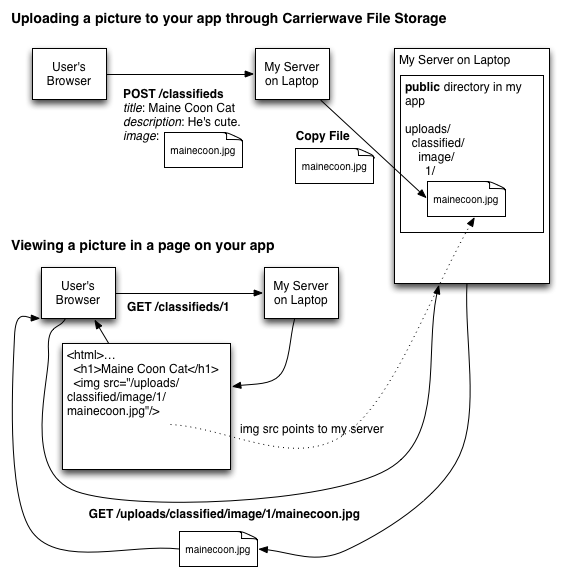 Uploading a picture to your app through Carrierwave File Storage
User's
Browser
My Server
on Laptop
My Server on Laptop
public directory in my
app
uploads/
classified/
image/
1/
mainecoon.jpg
POST /classifieds
title: Maine Coon Cat
description: He's cute.
image:
mainecoon.jpg
Copy File
mainecoon.jpg
Viewing a picture in a page on your app
User's
Browser
GET /classifieds/1
My Server
on Laptop
<html>...
<h1>Maine Coon Cat</h1>
<img src="/uploads/
classified/image/1/
mainecoon.jpg"/>
img src points to my server
GET /uploads/classified/image/1/mainecoon.jpg
mainecoon.jpg